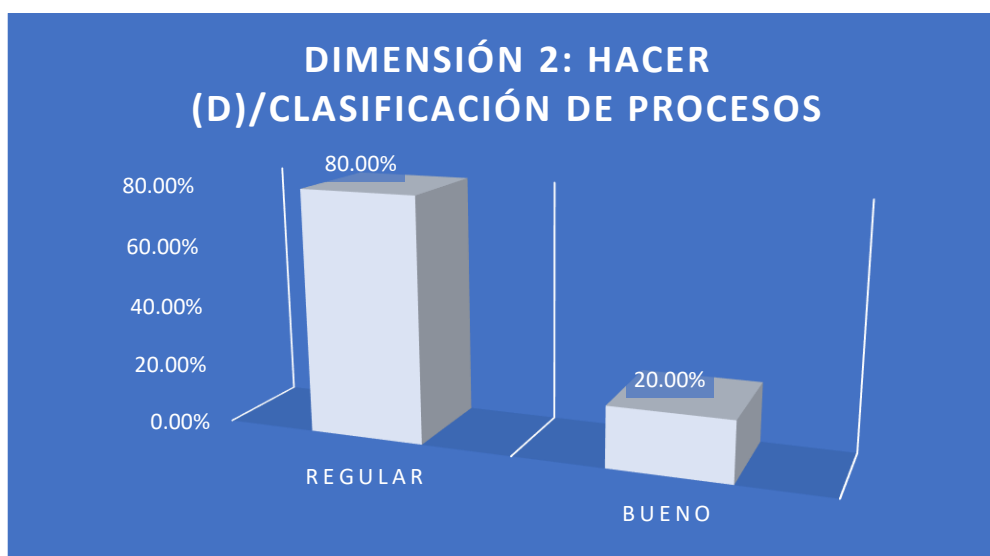 DIMENSIÓN 2: HACER
(D)/CLASIFICACIÓN DE PROCESOS
80.00%
80.00%
60.00%
40.00%
20.00%
20.00%
0.00%
REGULAR
BUENO